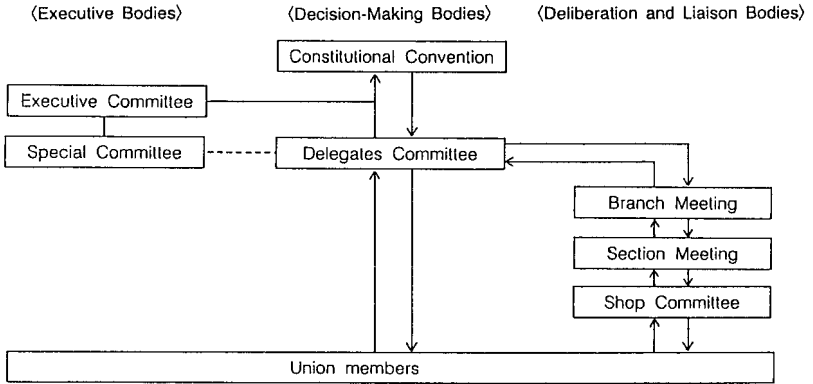 〈Executive Bodies〉
〈Decision-Making Bodies〉
〈Deliberation and Liaison Bodies〉
Constitutional Convention
Executive Committee
Special Committee
Delegates Committee
Branch Meeting
Section Meeting
Shop Committee
Union members